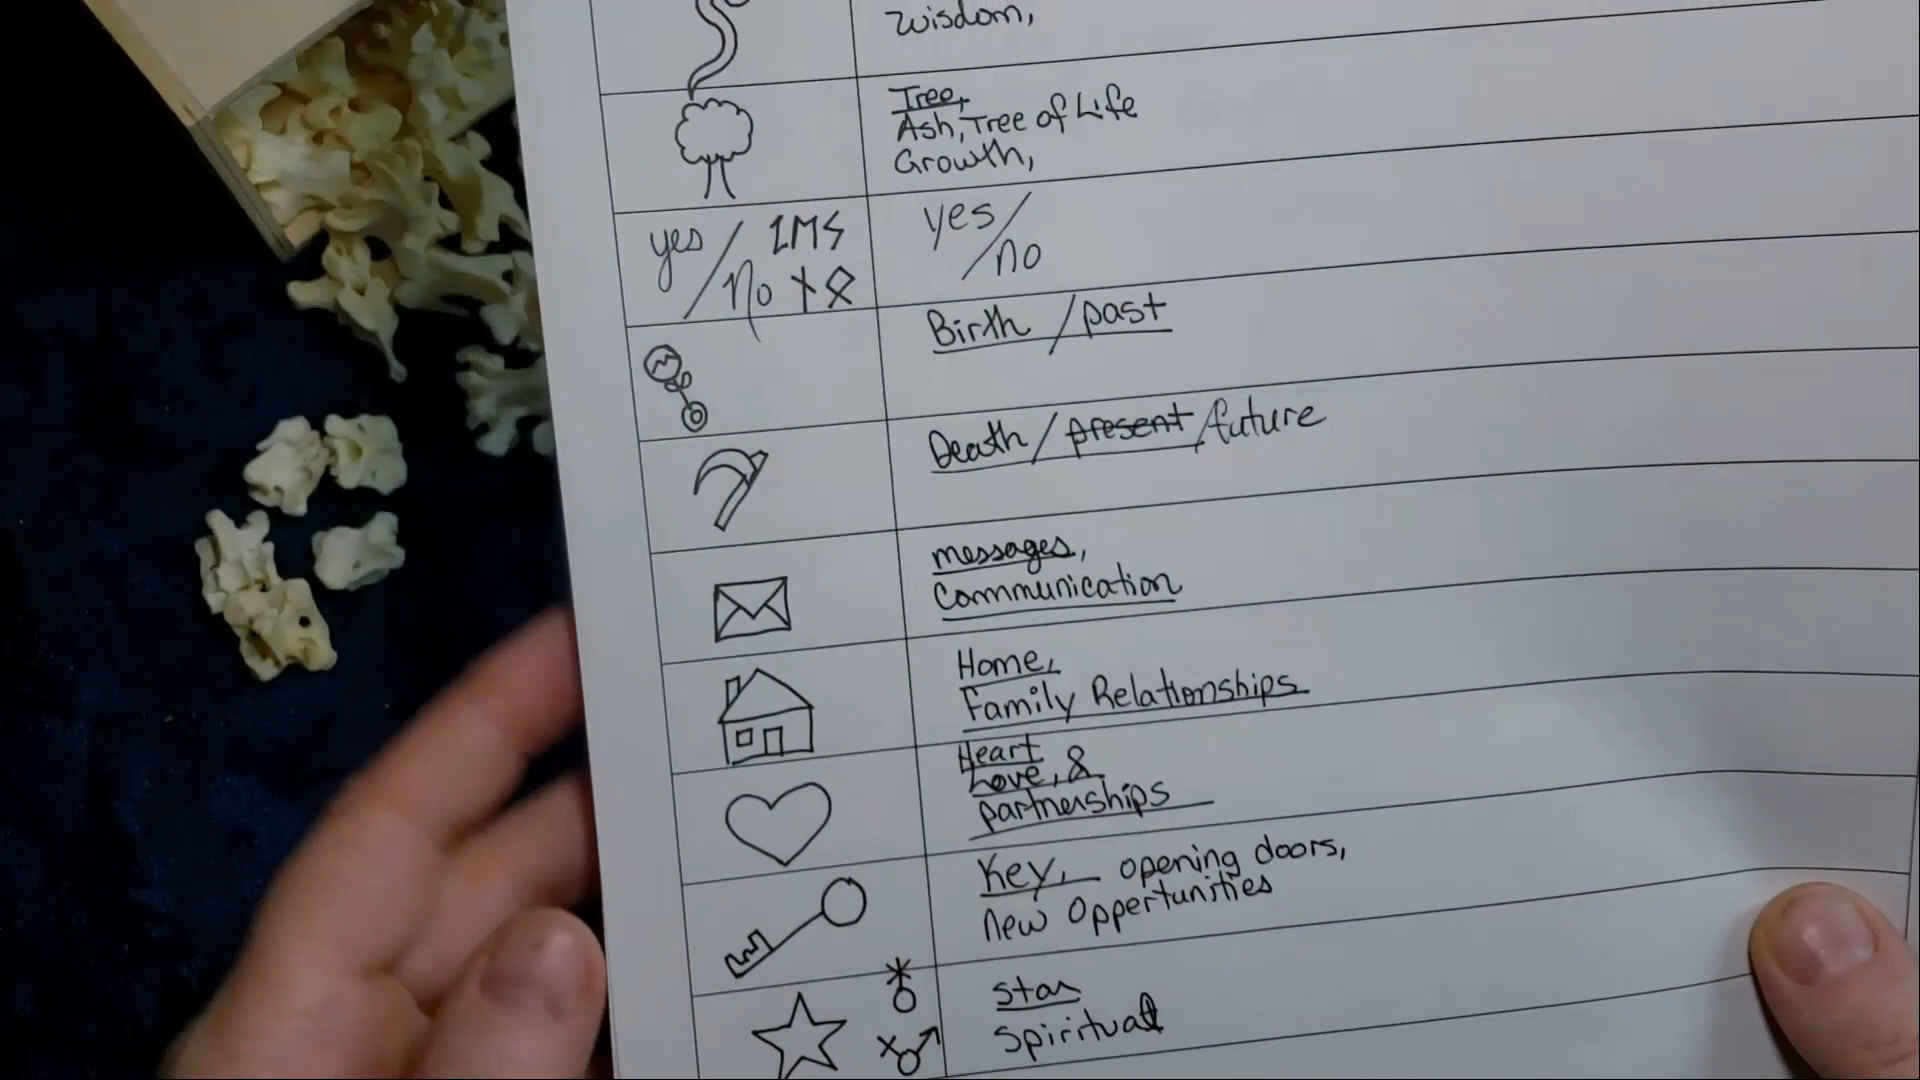 Wisdom,
Tree,
Ash, Tree of Life
Growth,
yes/
No
yes/
/no
Birth/past
Death/present/future
messages,
Communication
Home,
Family Relationships
Heart
Love, &
partnerships
Key, opening doors,
New Oppertunities
Star
Spiritual